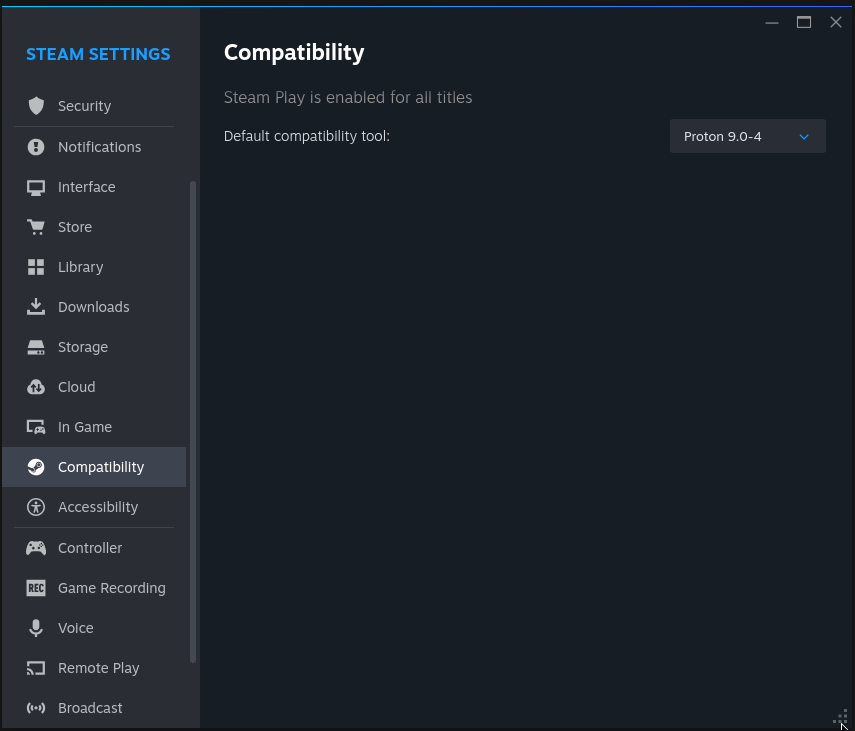 STEAM SETTINGS
Security
Notifications
Interface
Store
Library
Downloads
Storage
Cloud
In Game
Compatibility
Accessibility
Controller
REC Game Recording
Voice
Remote Play
Broadcast
Compatibility
Steam Play is enabled for all titles
Default compatibility tool: Proton 9.0-4